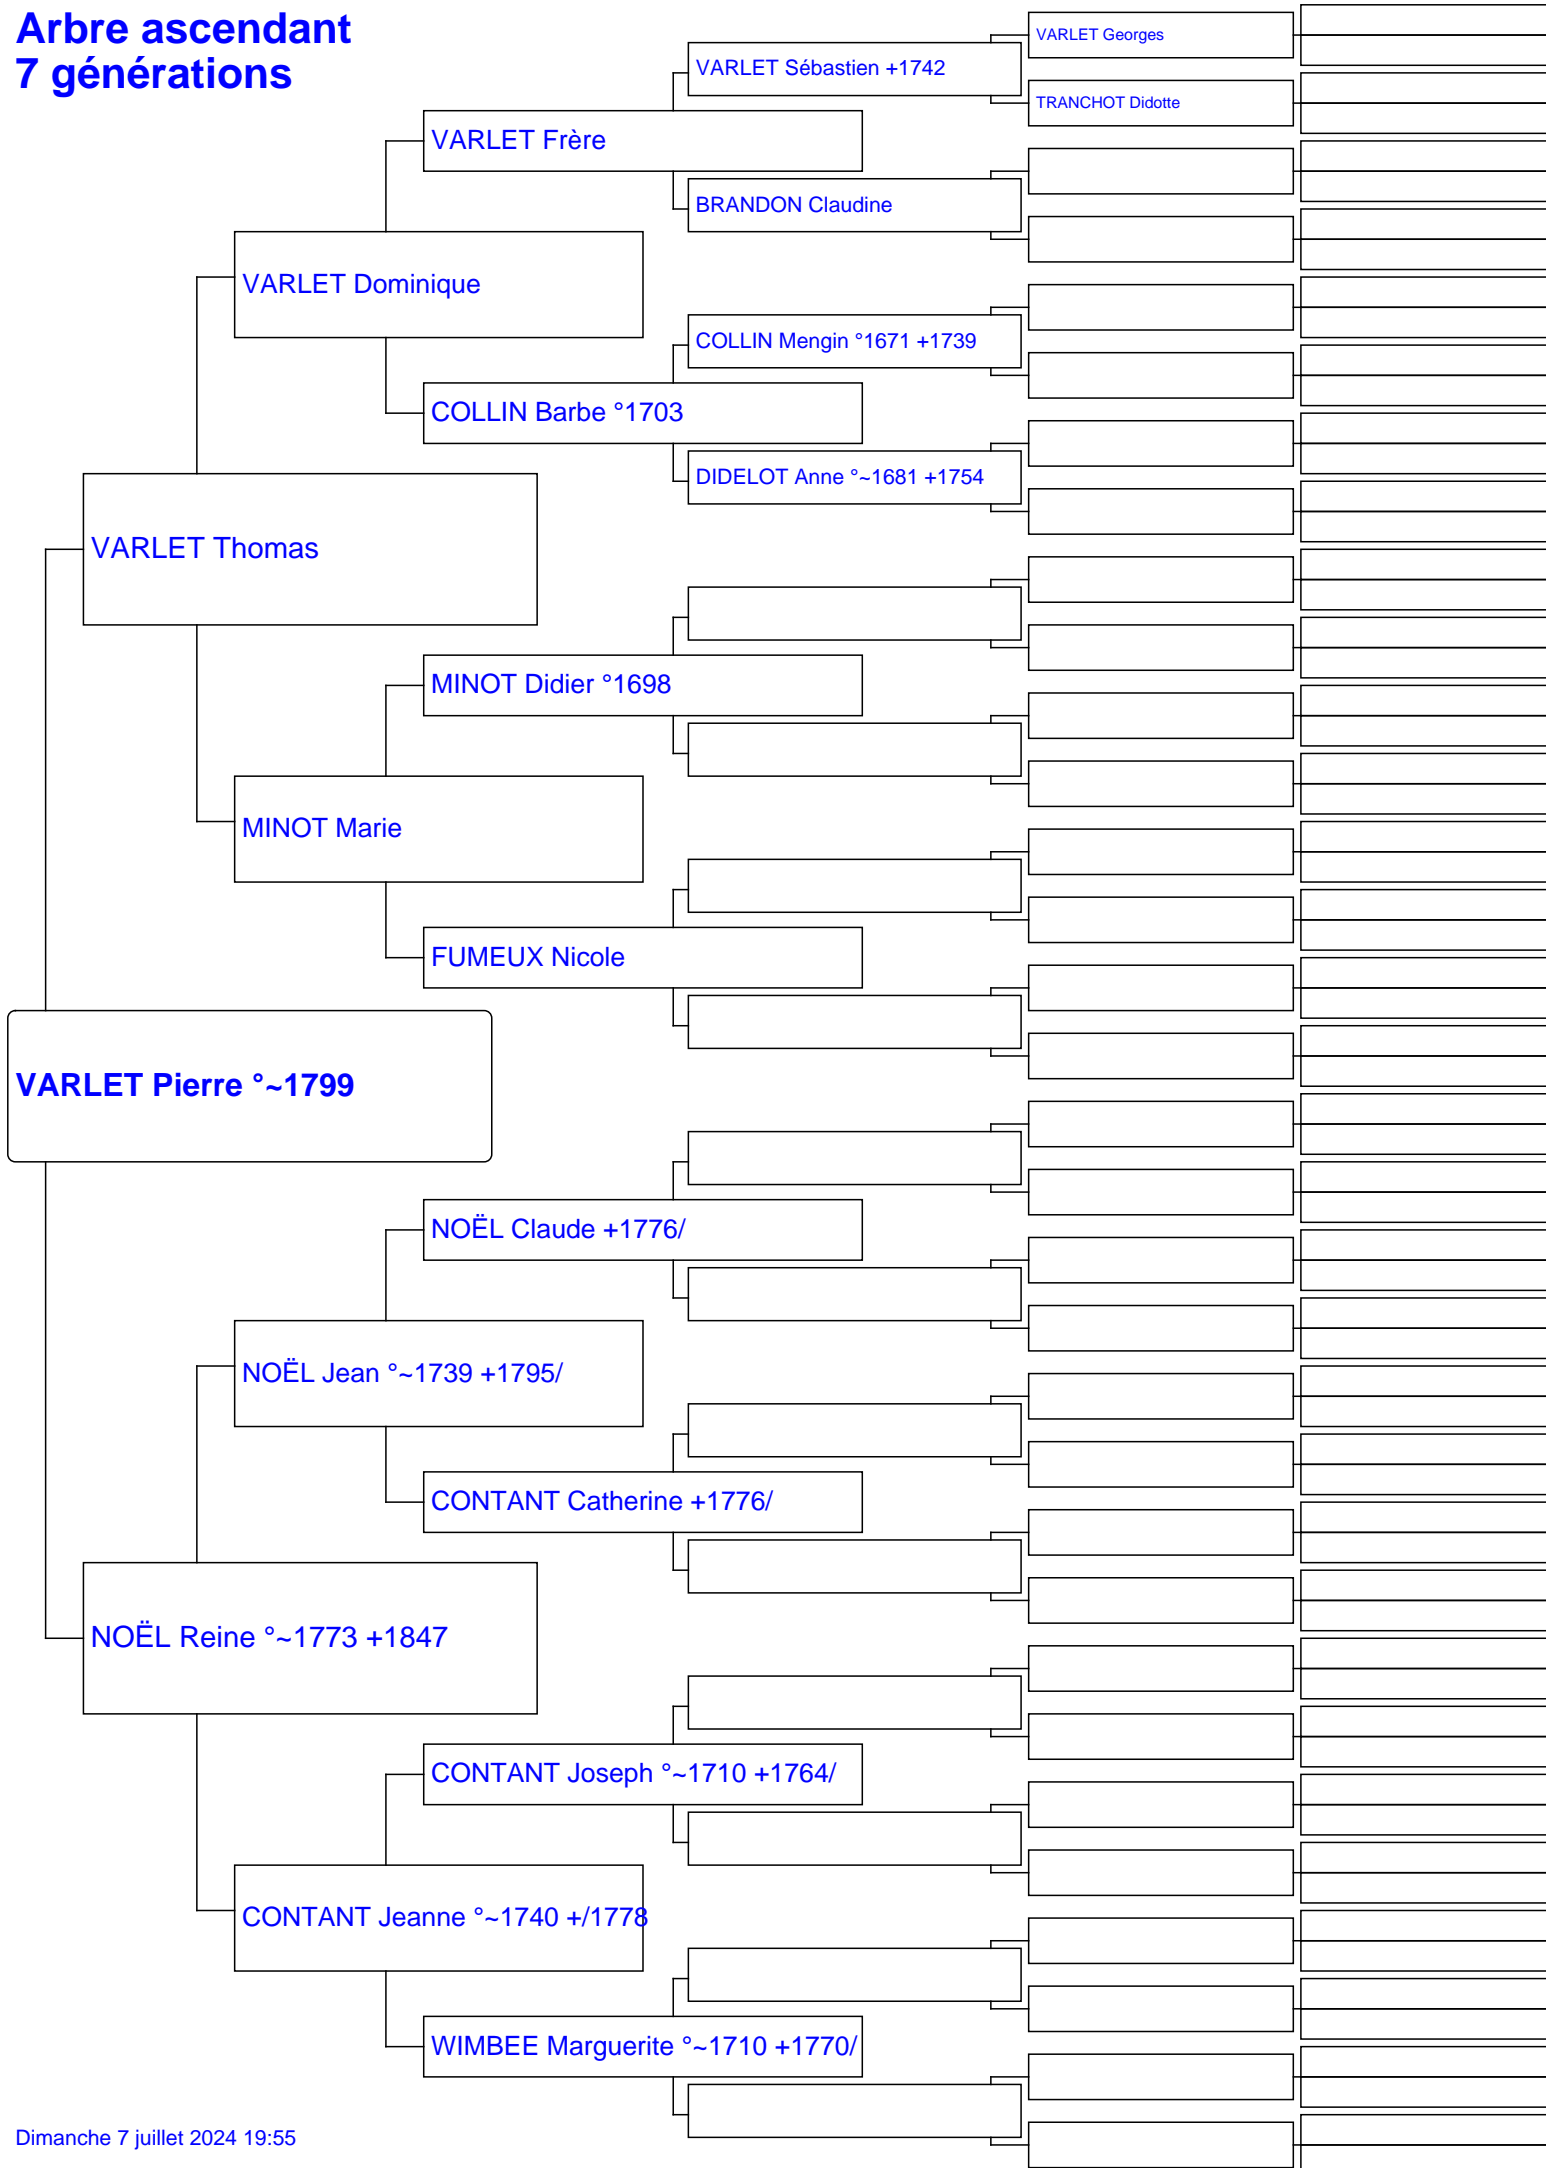 Arbre ascendant
7 générations
VARLET Georges
VARLET Sébastien +1742
TRANCHOT Didotte
VARLET Frère
BRANDON Claudine
VARLET Dominique
COLLIN Mengin °1671 +1739
COLLIN Barbe °1703
DIDELOT Anne °~1681 +1754
VARLET Thomas
MINOT Didier °1698
MINOT Marie
FUMEUX Nicole
VARLET Pierre °~1799
NOËL Claude +1776/
NOËL Jean °~1739 +1795/
CONTANT Catherine +1776/
NOËL Reine °~1773 +1847
CONTANT Joseph °~1710 +1764/
CONTANT Jeanne °~1740 +/1778
WIMBEE Marguerite °~1710 +1770/
Dimanche 7 juillet 2024 19:55